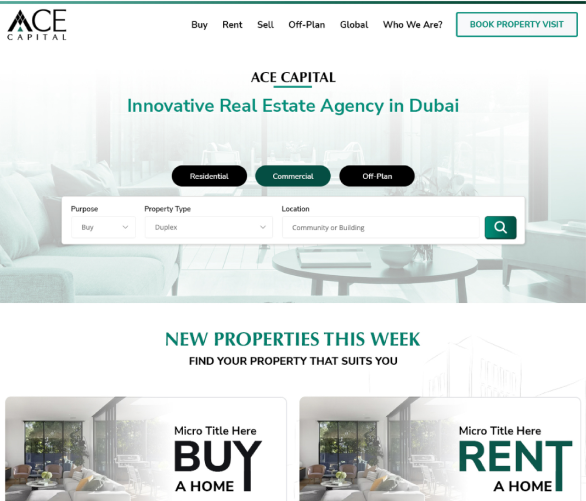 ACE
CAPITAL
Buy Rent Sell Off-Plan Global Who We Are? BOOK PROPERTY VISIT
ACE CAPITAL
Innovative Real Estate Agency in Dubai
Residential Commercial Off-Plan
Purpose Property Type Location
Buy Duplex Community or Building
NEW PROPERTIES THIS WEEK
FIND YOUR PROPERTY THAT SUITS YOU
Micro Title Here
BUY
A HOME
Micro Title Here
RENT
A HOME